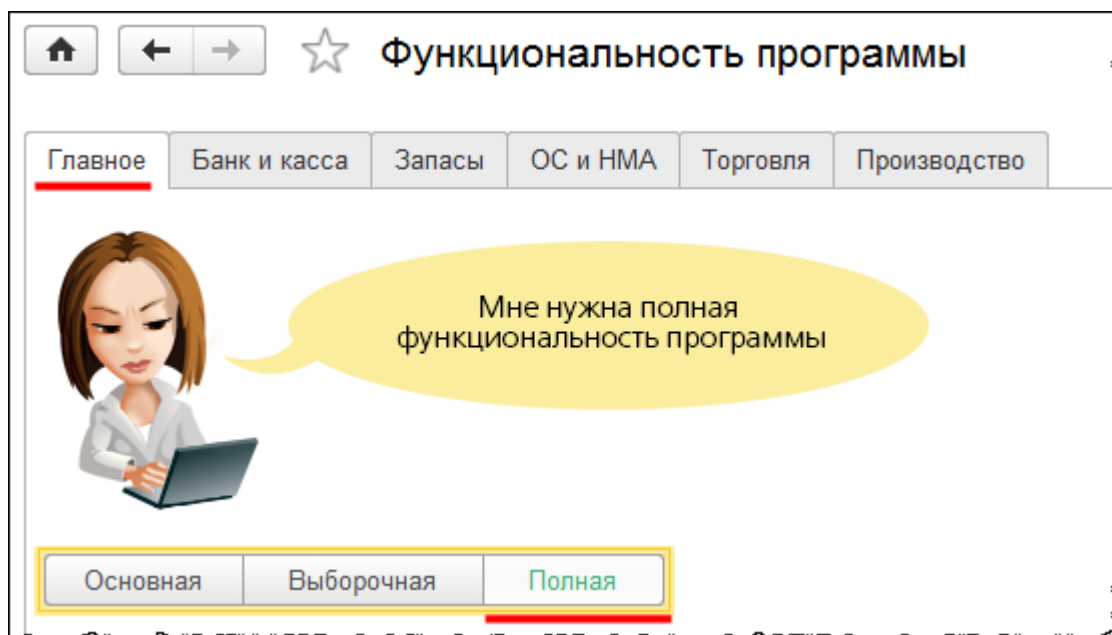 Функциональность программы
Главное Банк и касса Запасы ОС и НМА Торговля Производство
Мне нужна полная
функциональность программы
Основная Выборочная Полная